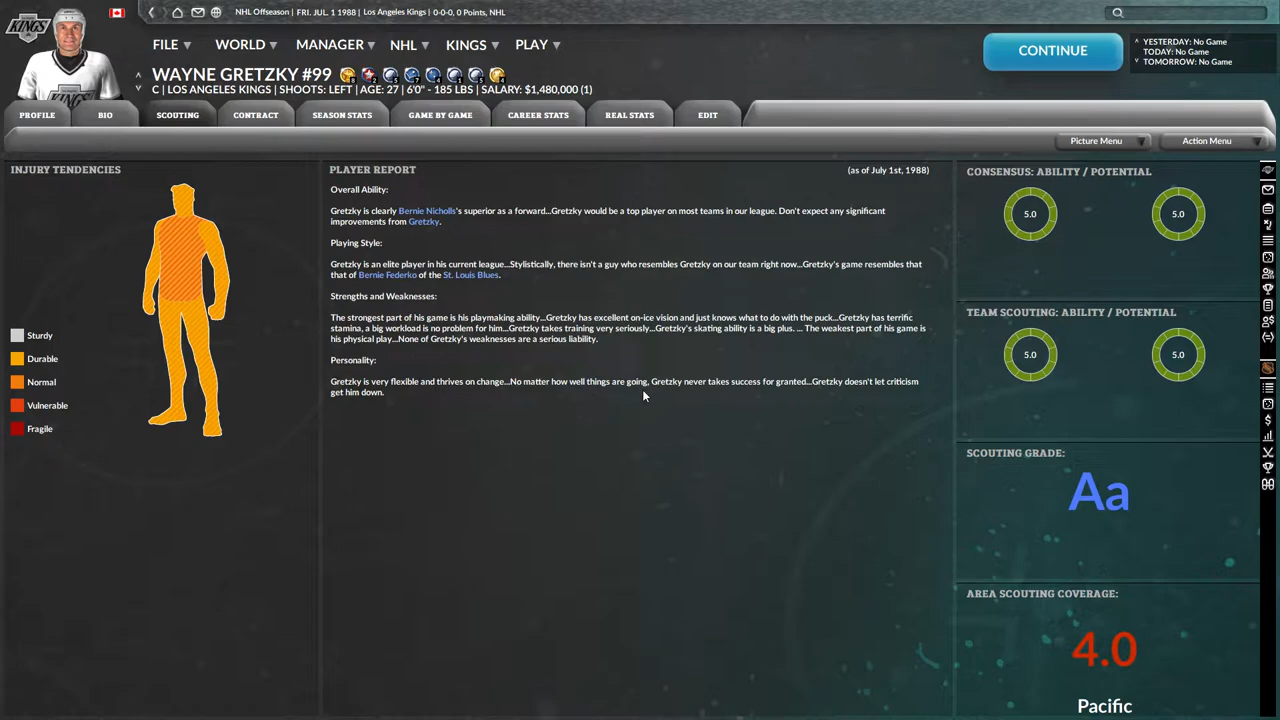 NHL Offseason | FRI. JUL. 1 1988 | Los Angeles Kings | 0-0-0, 0 Points, NHL
KINGS
FILE WORLD MANAGER NHL KINGS PLAY
CONTINUE
YESTERDAY: No Game
TODAY: No Game
TOMORROW: No Game
WAYNE GRETZKY #99
C | LOS ANGELES KINGS | SHOOTS: LEFT | AGE: 27 | 6'0" - 185 LBS | SALARY: $1,480,000 (1)
KINGS
PROFILE BIO SCOUTING CONTRACT SEASON STATS GAME BY GAME CAREER STATS REAL STATS EDIT
Picture Menu Action Menu
INJURY TENDENCIES
Sturdy
Durable
Normal
Vulnerable
Fragile
PLAYER REPORT (as of July 1st, 1988)
Overall Ability:
Gretzky is clearly Bernie Nicholls's superior as a forward...Gretzky would be a top player on most teams in our league. Don't expect any significant
improvements from Gretzky.
Playing Style:
Gretzky is an elite player in his current league...Stylistically, there isn't a guy who resembles Gretzky on our team right now...Gretzky's game resembles that
that of Bernie Federko of the St. Louis Blues.
Strengths and Weaknesses:
The strongest part of his game is his playmaking ability...Gretzky has excellent on-ice vision and just knows what to do with the puck...Gretzky has terrific
stamina, a big workload is no problem for him...Gretzky takes training very seriously...Gretzky's skating ability is a big plus. ... The weakest part of his game is
his physical play...None of Gretzky's weaknesses are a serious liability.
Personality:
Gretzky is very flexible and thrives on change...No matter how well things are going, Gretzky never takes success for granted...Gretzky doesn't let criticism
get him down.
CONSENSUS: ABILITY / POTENTIAL
5.0 5.0
TEAM SCOUTING: ABILITY / POTENTIAL
5.0 5.0
SCOUTING GRADE:
Aa
AREA SCOUTING COVERAGE:
4.0
Pacific